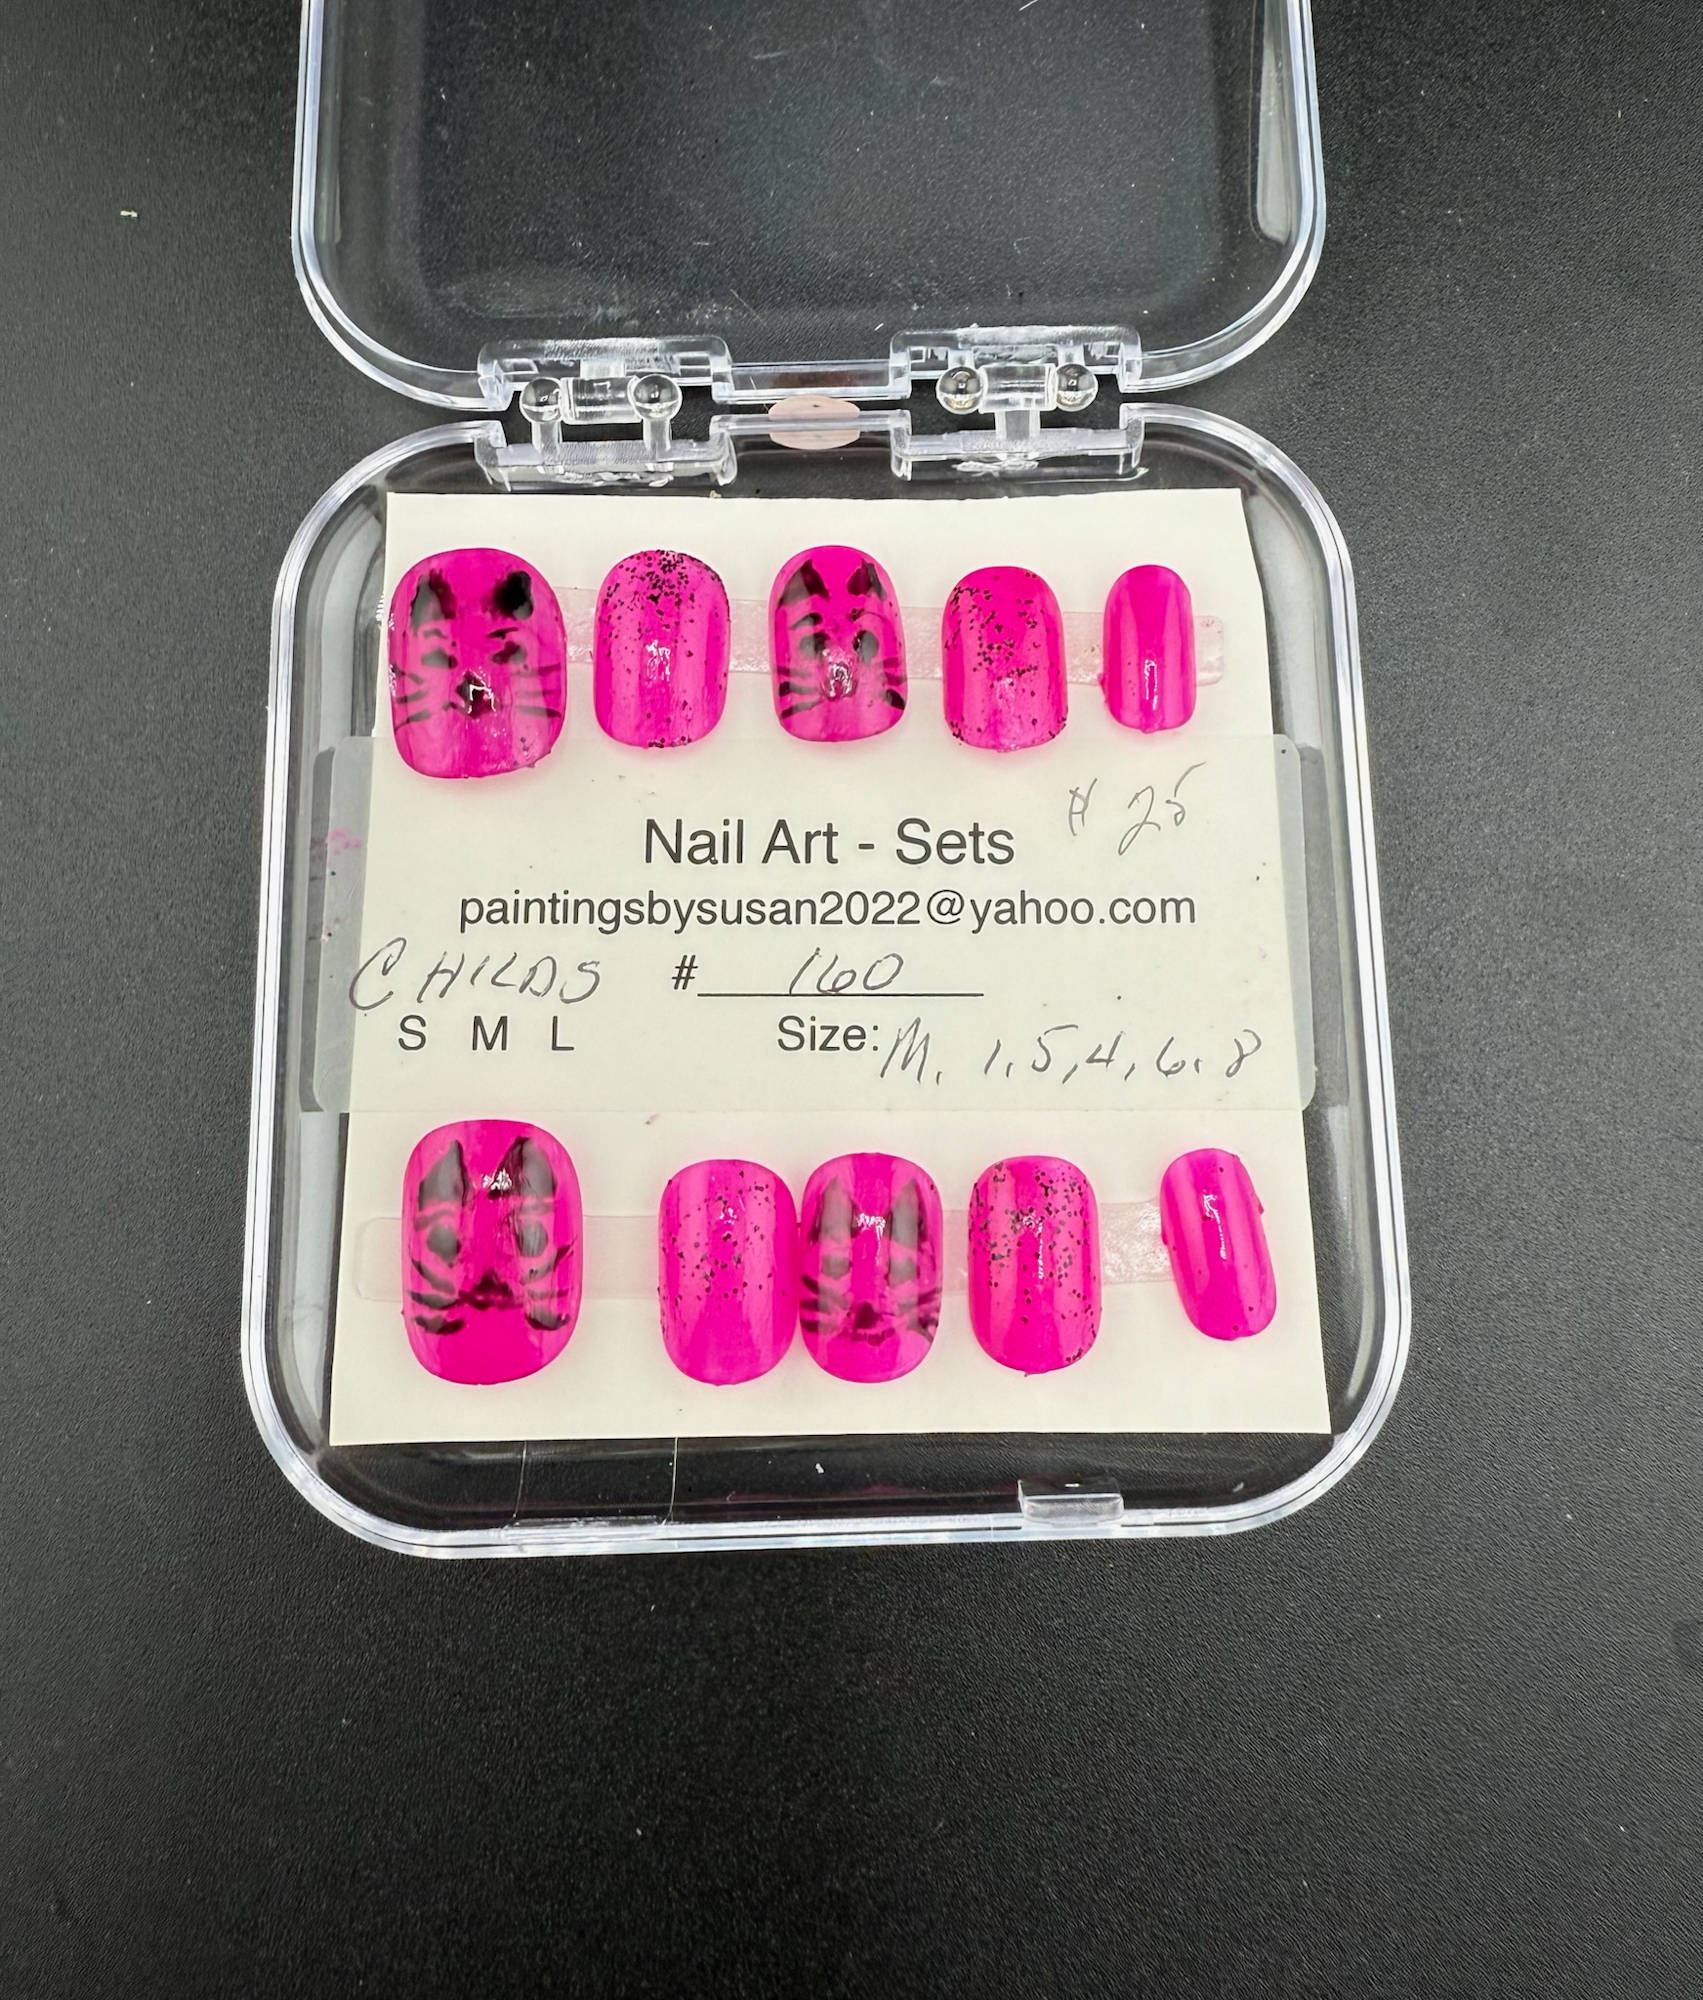 Nail Art - Sets $ 25
paintingsbysusan2022@yahoo.com
CHILDS # 160
S M L Size: M. 1,5,4,6,8